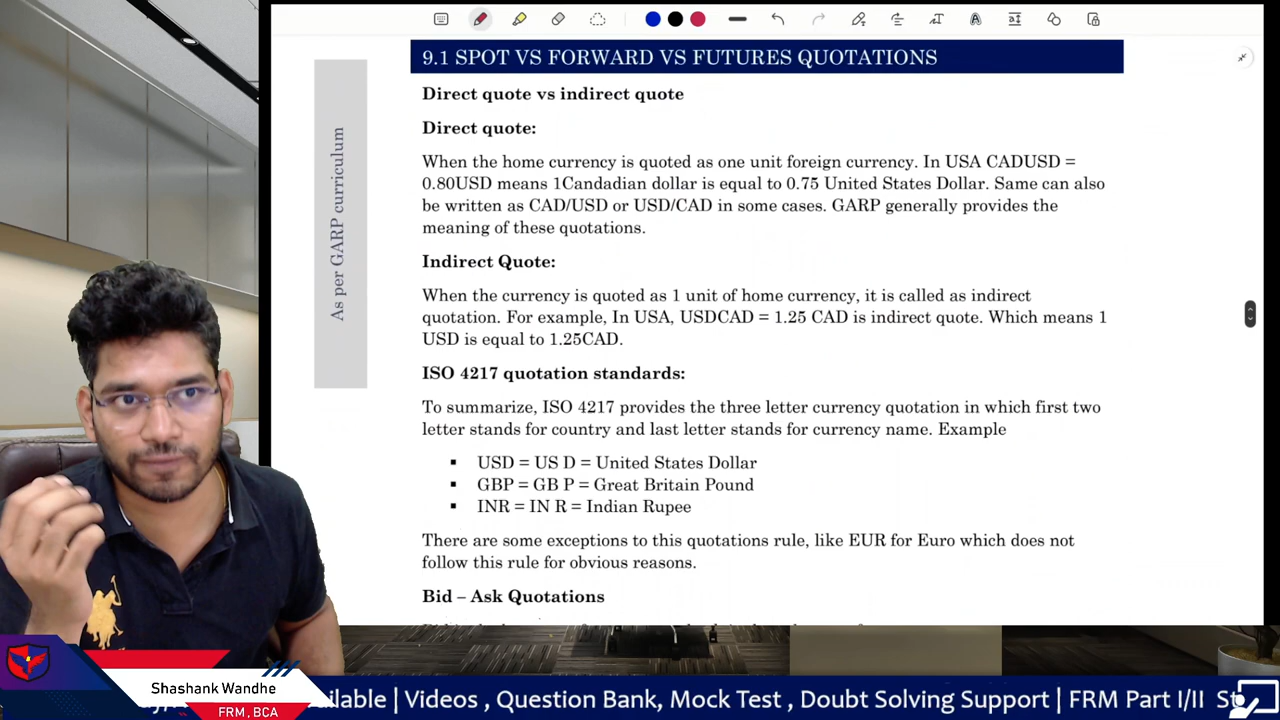 9.1 SPOT VS FORWARD VS FUTURES QUOTATIONS
As per GARP curriculum
Direct quote vs indirect quote
Direct quote:
When the home currency is quoted as one unit foreign currency. In USA CADUSD =
0.80USD means 1Candadian dollar is equal to 0.75 United States Dollar. Same can also
be written as CAD/USD or USD/CAD in some cases. GARP generally provides the
meaning of these quotations.
Indirect Quote:
When the currency is quoted as 1 unit of home currency, it is called as indirect
quotation. For example, In USA, USDCAD = 1.25 CAD is indirect quote. Which means 1
USD is equal to 1.25CAD.
ISO 4217 quotation standards:
To summarize, ISO 4217 provides the three letter currency quotation in which first two
letter stands for country and last letter stands for currency name. Example
▪ USD = US D = United States Dollar
▪ GBP = GB P = Great Britain Pound
▪ INR = IN R = Indian Rupee
There are some exceptions to this quotations rule, like EUR for Euro which does not
follow this rule for obvious reasons.
Bid – Ask Quotations
Shashank Wandhe
FRM, BCA
ilable | Videos , Question Bank, Mock Test , Doubt Solving Support | FRM Part I/II